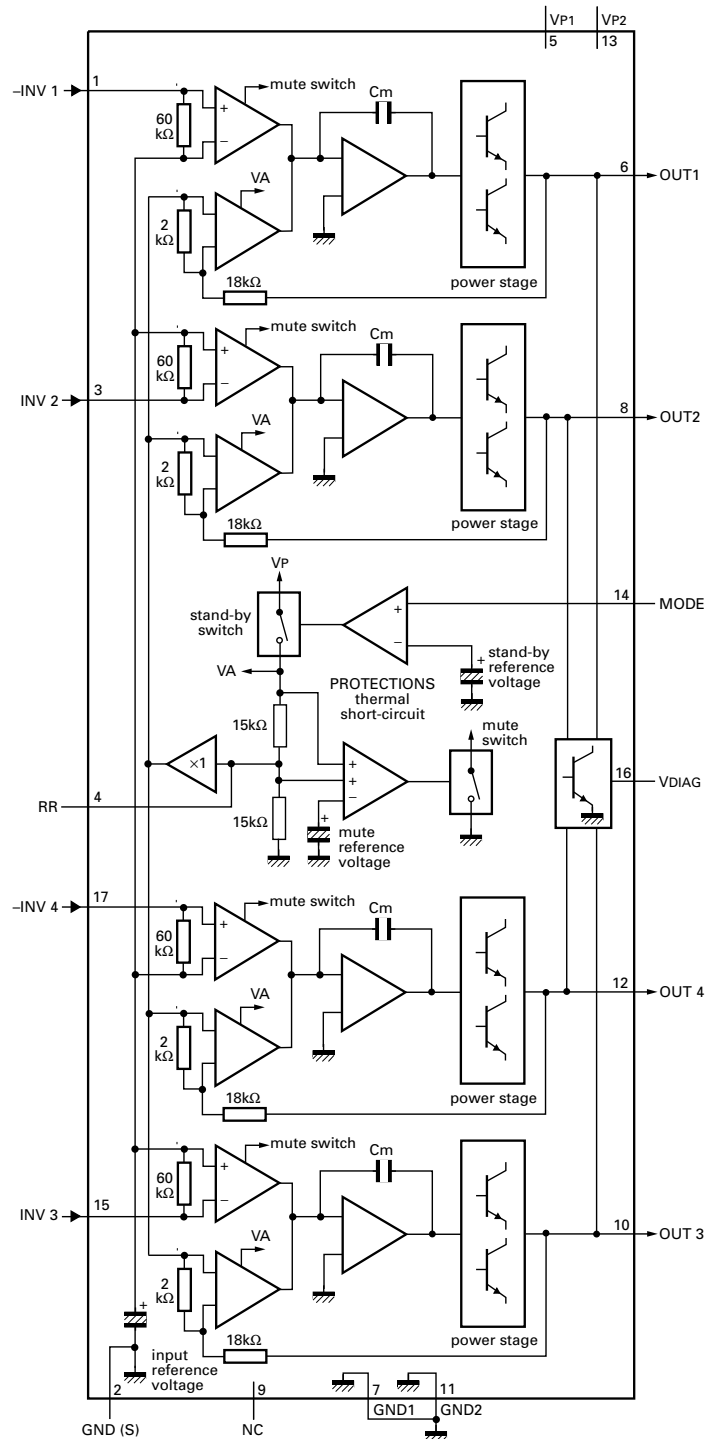 VP1 VP2
5 13
–INV 1
1
mute switch
Cm
60
kΩ
+
−
VA
2
kΩ
18kΩ
power stage
6
OUT1
mute switch
Cm
60
kΩ
+
−
INV 2
3
VA
2
kΩ
18kΩ
power stage
8
OUT2
VP
stand-by
switch
14
MODE
+
−
+
stand-by
reference
voltage
VA
PROTECTIONS
thermal
short-circuit
15kΩ
mute
switch
×1
+
+
−
16
VDIAG
RR
4
15kΩ
+
mute
reference
voltage
–INV 4
17
mute switch
Cm
60
kΩ
+
−
VA
2
kΩ
18kΩ
power stage
12
OUT 4
mute switch
Cm
60
kΩ
+
−
INV 3
15
VA
2
kΩ
18kΩ
power stage
10
OUT 3
+
input
reference
voltage
2
9
7
11
GND1
GND2
GND (S)
NC